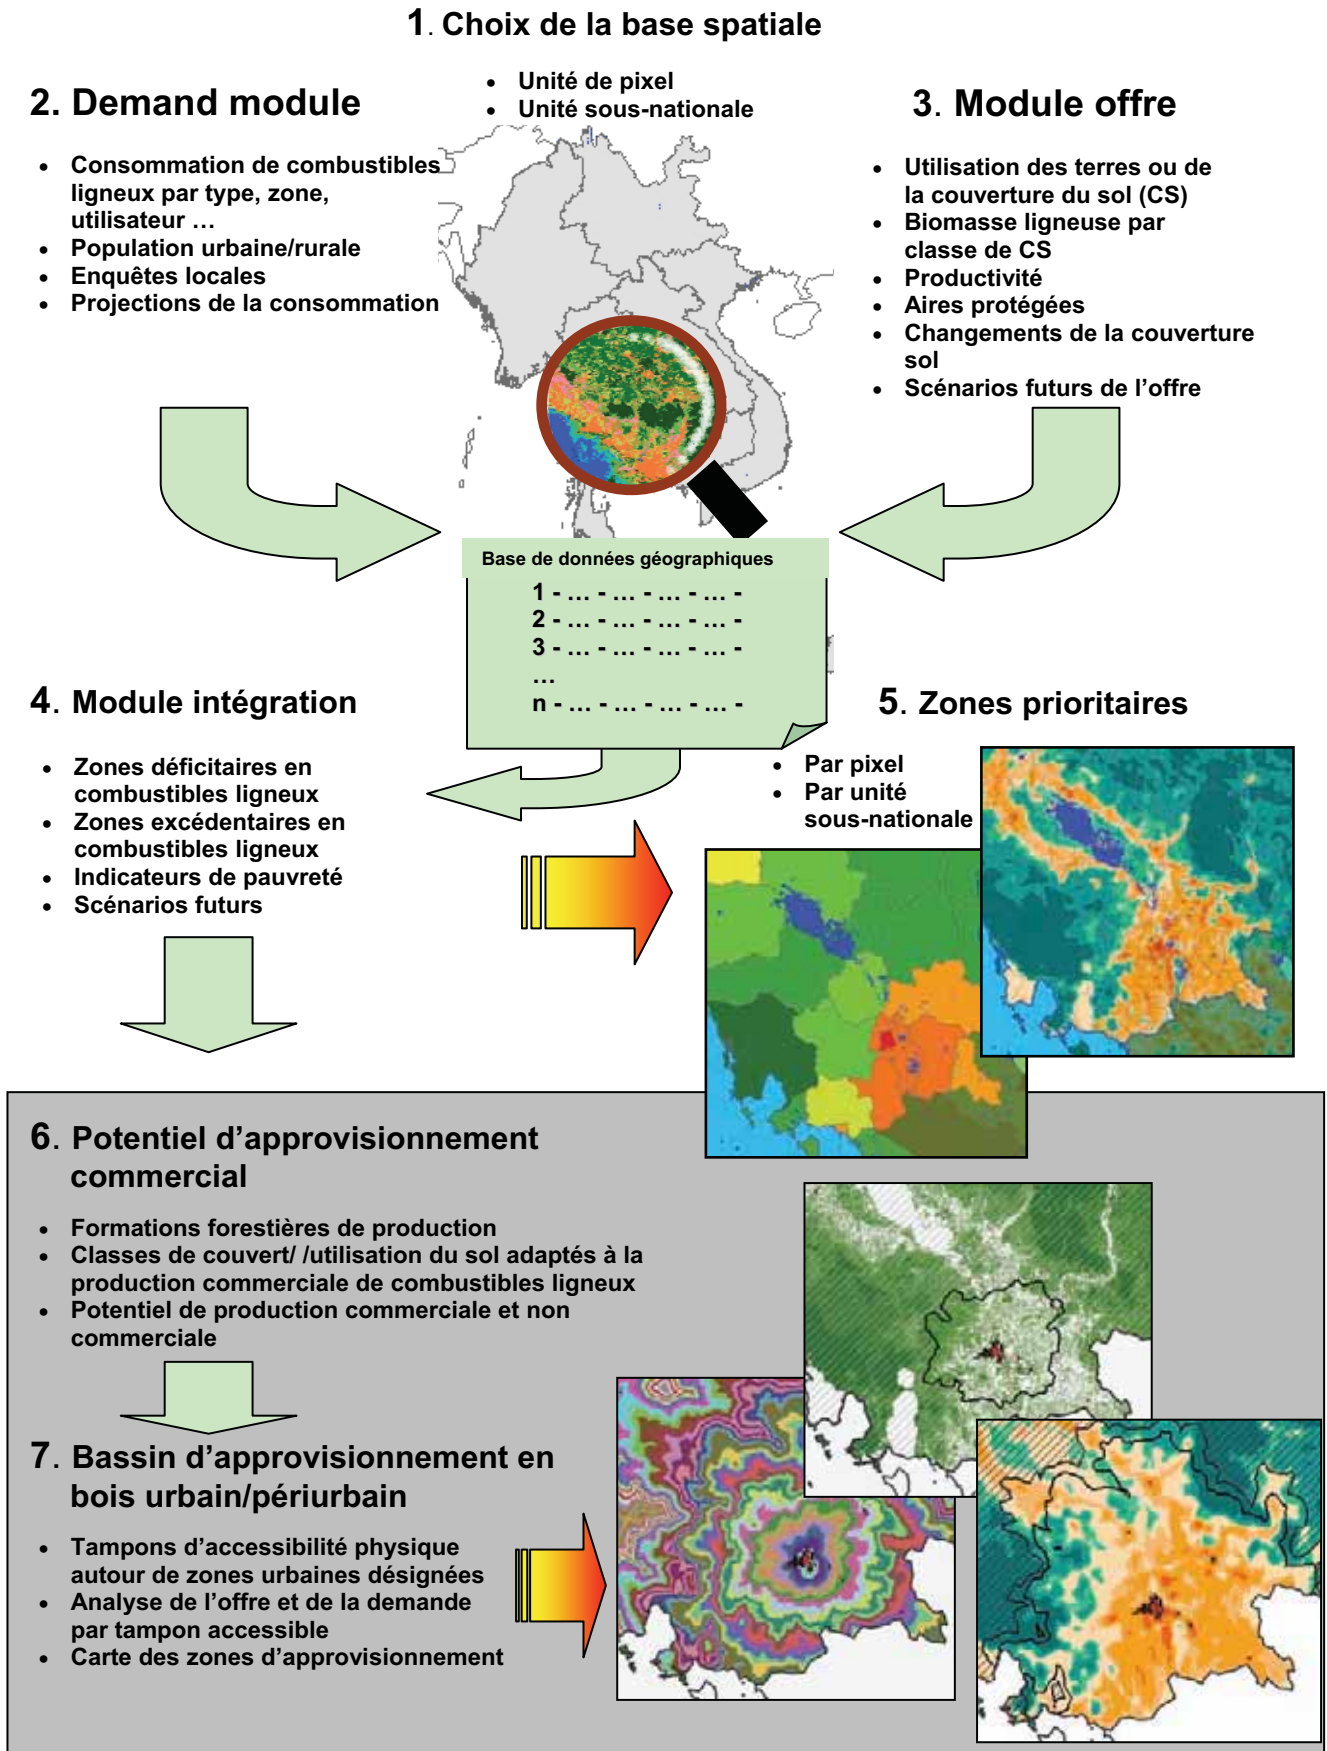 1. Choix de la base spatiale
• Unité de pixel
• Unité sous-nationale
2. Demand module
• Consommation de combustibles
ligneux par type, zone,
utilisateur …
• Population urbaine/rurale
• Enquêtes locales
• Projections de la consommation
3. Module offre
• Utilisation des terres ou de
la couverture du sol (CS)
• Biomasse ligneuse par
classe de CS
• Productivité
• Aires protégées
• Changements de la couverture
sol
• Scénarios futurs de l’offre
Base de données géographiques
1 - … - … - … - … -
2 - … - … - … - … -
3 - … - … - … - … -
…
n - … - … - … - … -
4. Module intégration
• Zones déficitaires en
combustibles ligneux
• Zones excédentaires en
combustibles ligneux
• Indicateurs de pauvreté
• Scénarios futurs
5. Zones prioritaires
• Par pixel
• Par unité
sous-nationale
6. Potentiel d’approvisionnement
commercial
• Formations forestières de production
• Classes de couvert/ /utilisation du sol adaptés à la
production commerciale de combustibles ligneux
• Potentiel de production commerciale et non
commerciale
7. Bassin d’approvisionnement en
bois urbain/périurbain
• Tampons d’accessibilité physique
autour de zones urbaines désignées
• Analyse de l’offre et de la demande
par tampon accessible
• Carte des zones d’approvisionnement